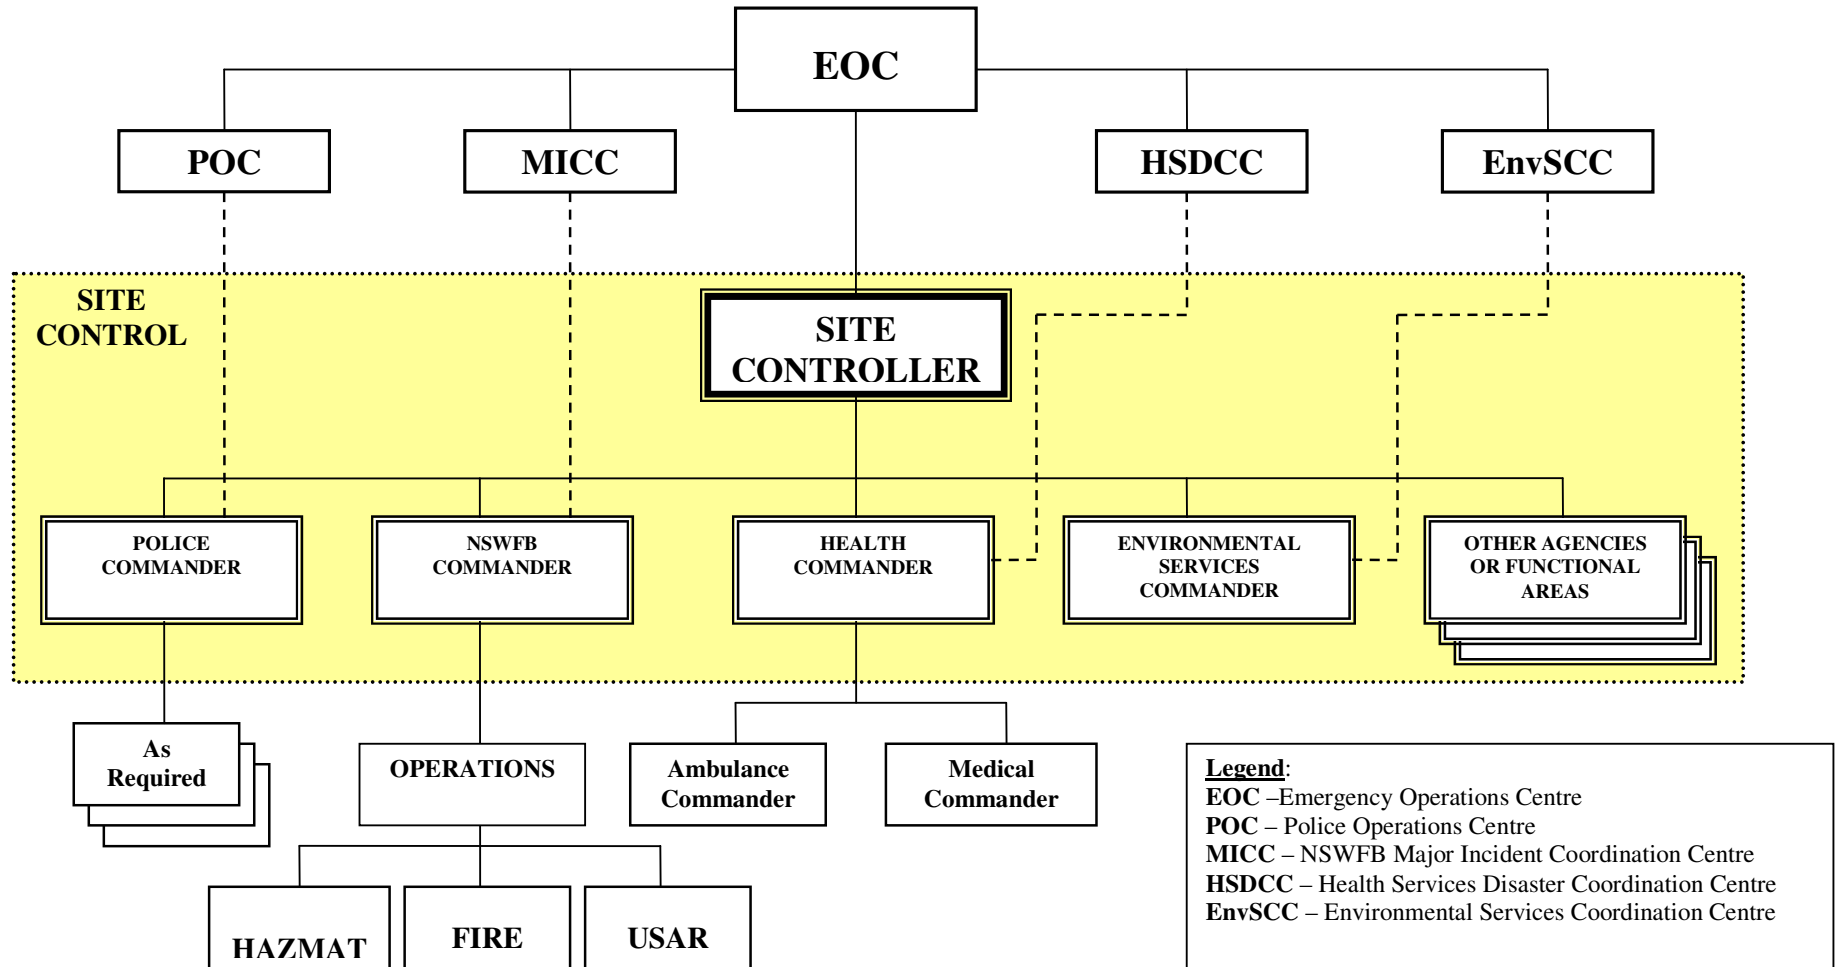 EOC
POC
MICC
HSDCC
EnvSCC
SITE
CONTROL
SITE
CONTROLLER
POLICE
COMMANDER
NSWFB
COMMANDER
HEALTH
COMMANDER
ENVIRONMENTAL
SERVICES
COMMANDER
OTHER AGENCIES
OR FUNCTIONAL
AREAS
As
Required
OPERATIONS
Ambulance
Commander
Medical
Commander
HAZMAT
FIRE
USAR
Legend:
EOC –Emergency Operations Centre
POC – Police Operations Centre
MICC – NSWFB Major Incident Coordination Centre
HSDCC – Health Services Disaster Coordination Centre
EnvSCC – Environmental Services Coordination Centre